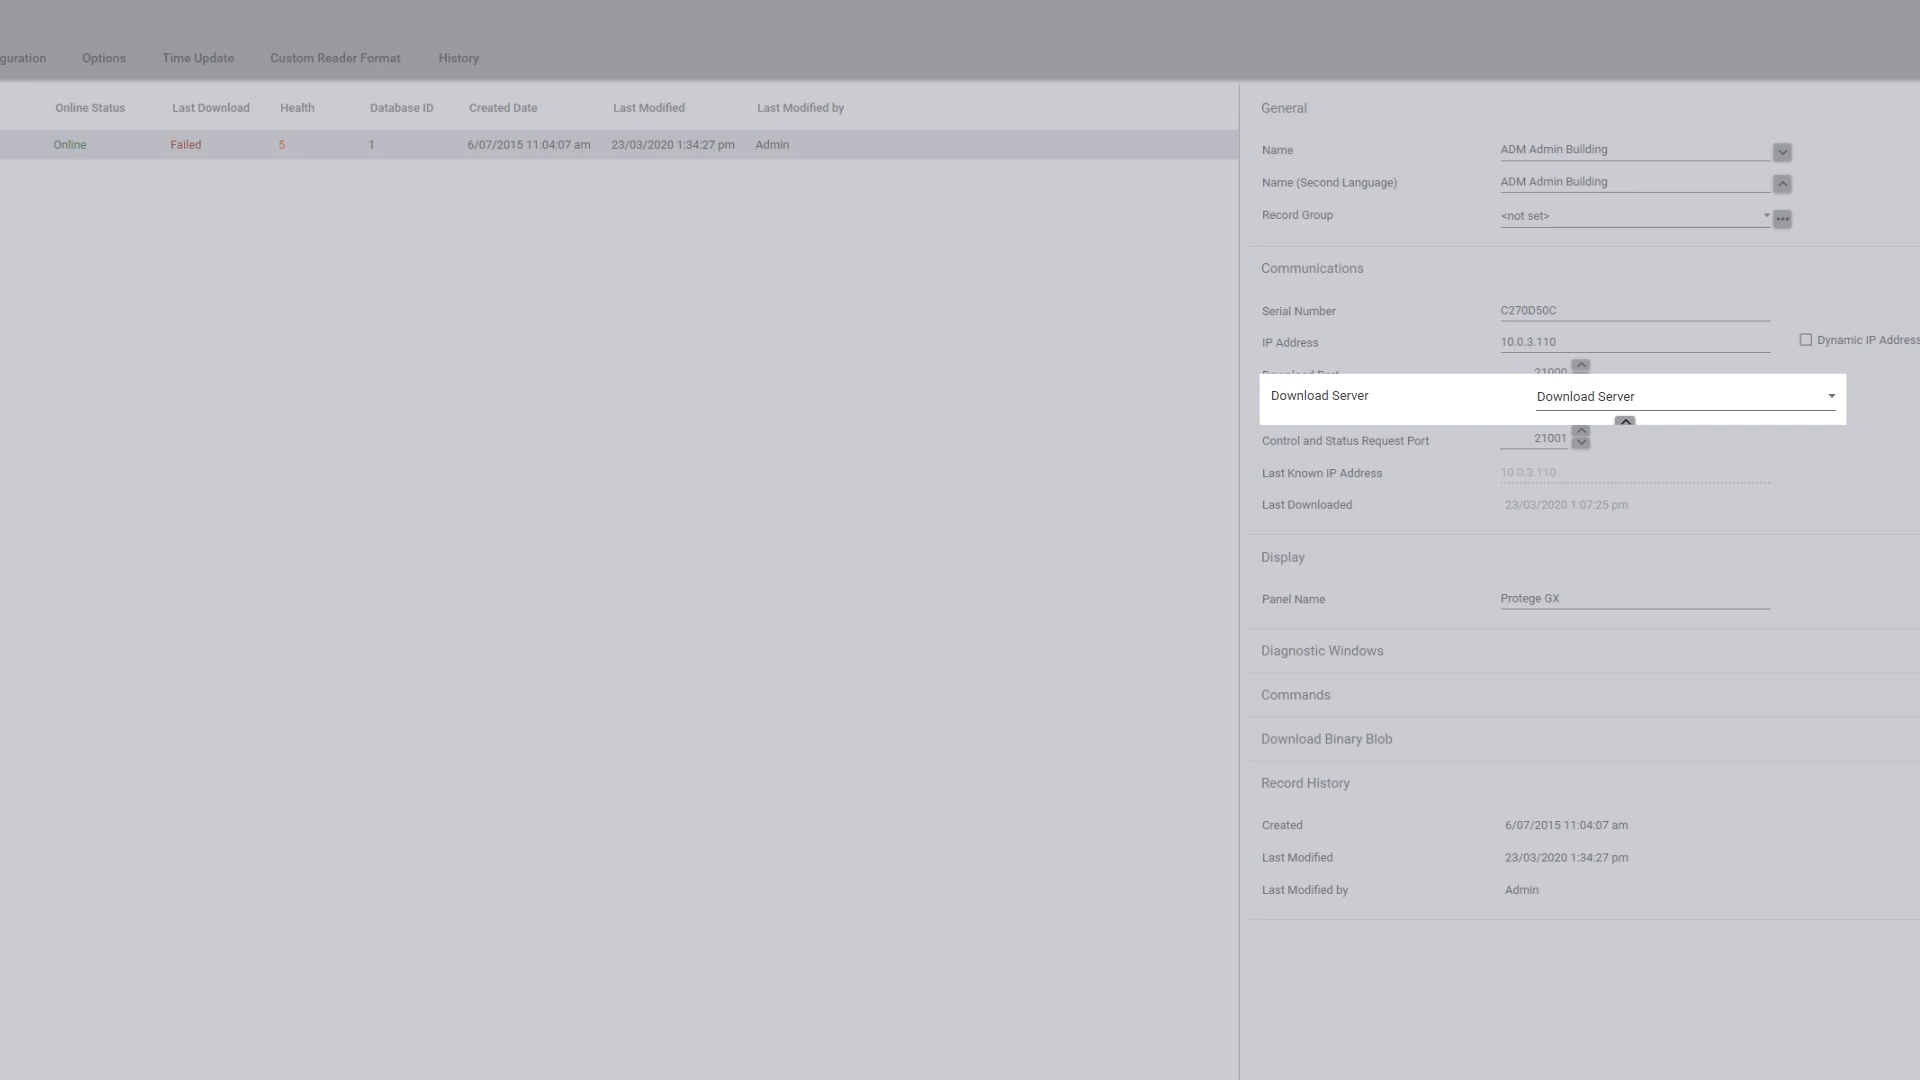 guration Options Time Update Custom Reader Format History
Online Status Last Download Health Database ID Created Date Last Modified Last Modified by
Online Failed 5 1 6/07/2015 11:04:07 am 23/03/2020 1:34:27 pm Admin
General
Name ADM Admin Building
Name (Second Language) ADM Admin Building
Record Group <not set>
Communications
Serial Number C270D50C
IP Address 10.0.3.110 Dynamic IP Address
Download Port 21000
Download Server Download Server
Control and Status Request Port 21001
Last Known IP Address 10.0.3.110
Last Downloaded 23/03/2020 1:07:25 pm
Display
Panel Name Protege GX
Diagnostic Windows
Commands
Download Binary Blob
Record History
Created 6/07/2015 11:04:07 am
Last Modified 23/03/2020 1:34:27 pm
Last Modified by Admin